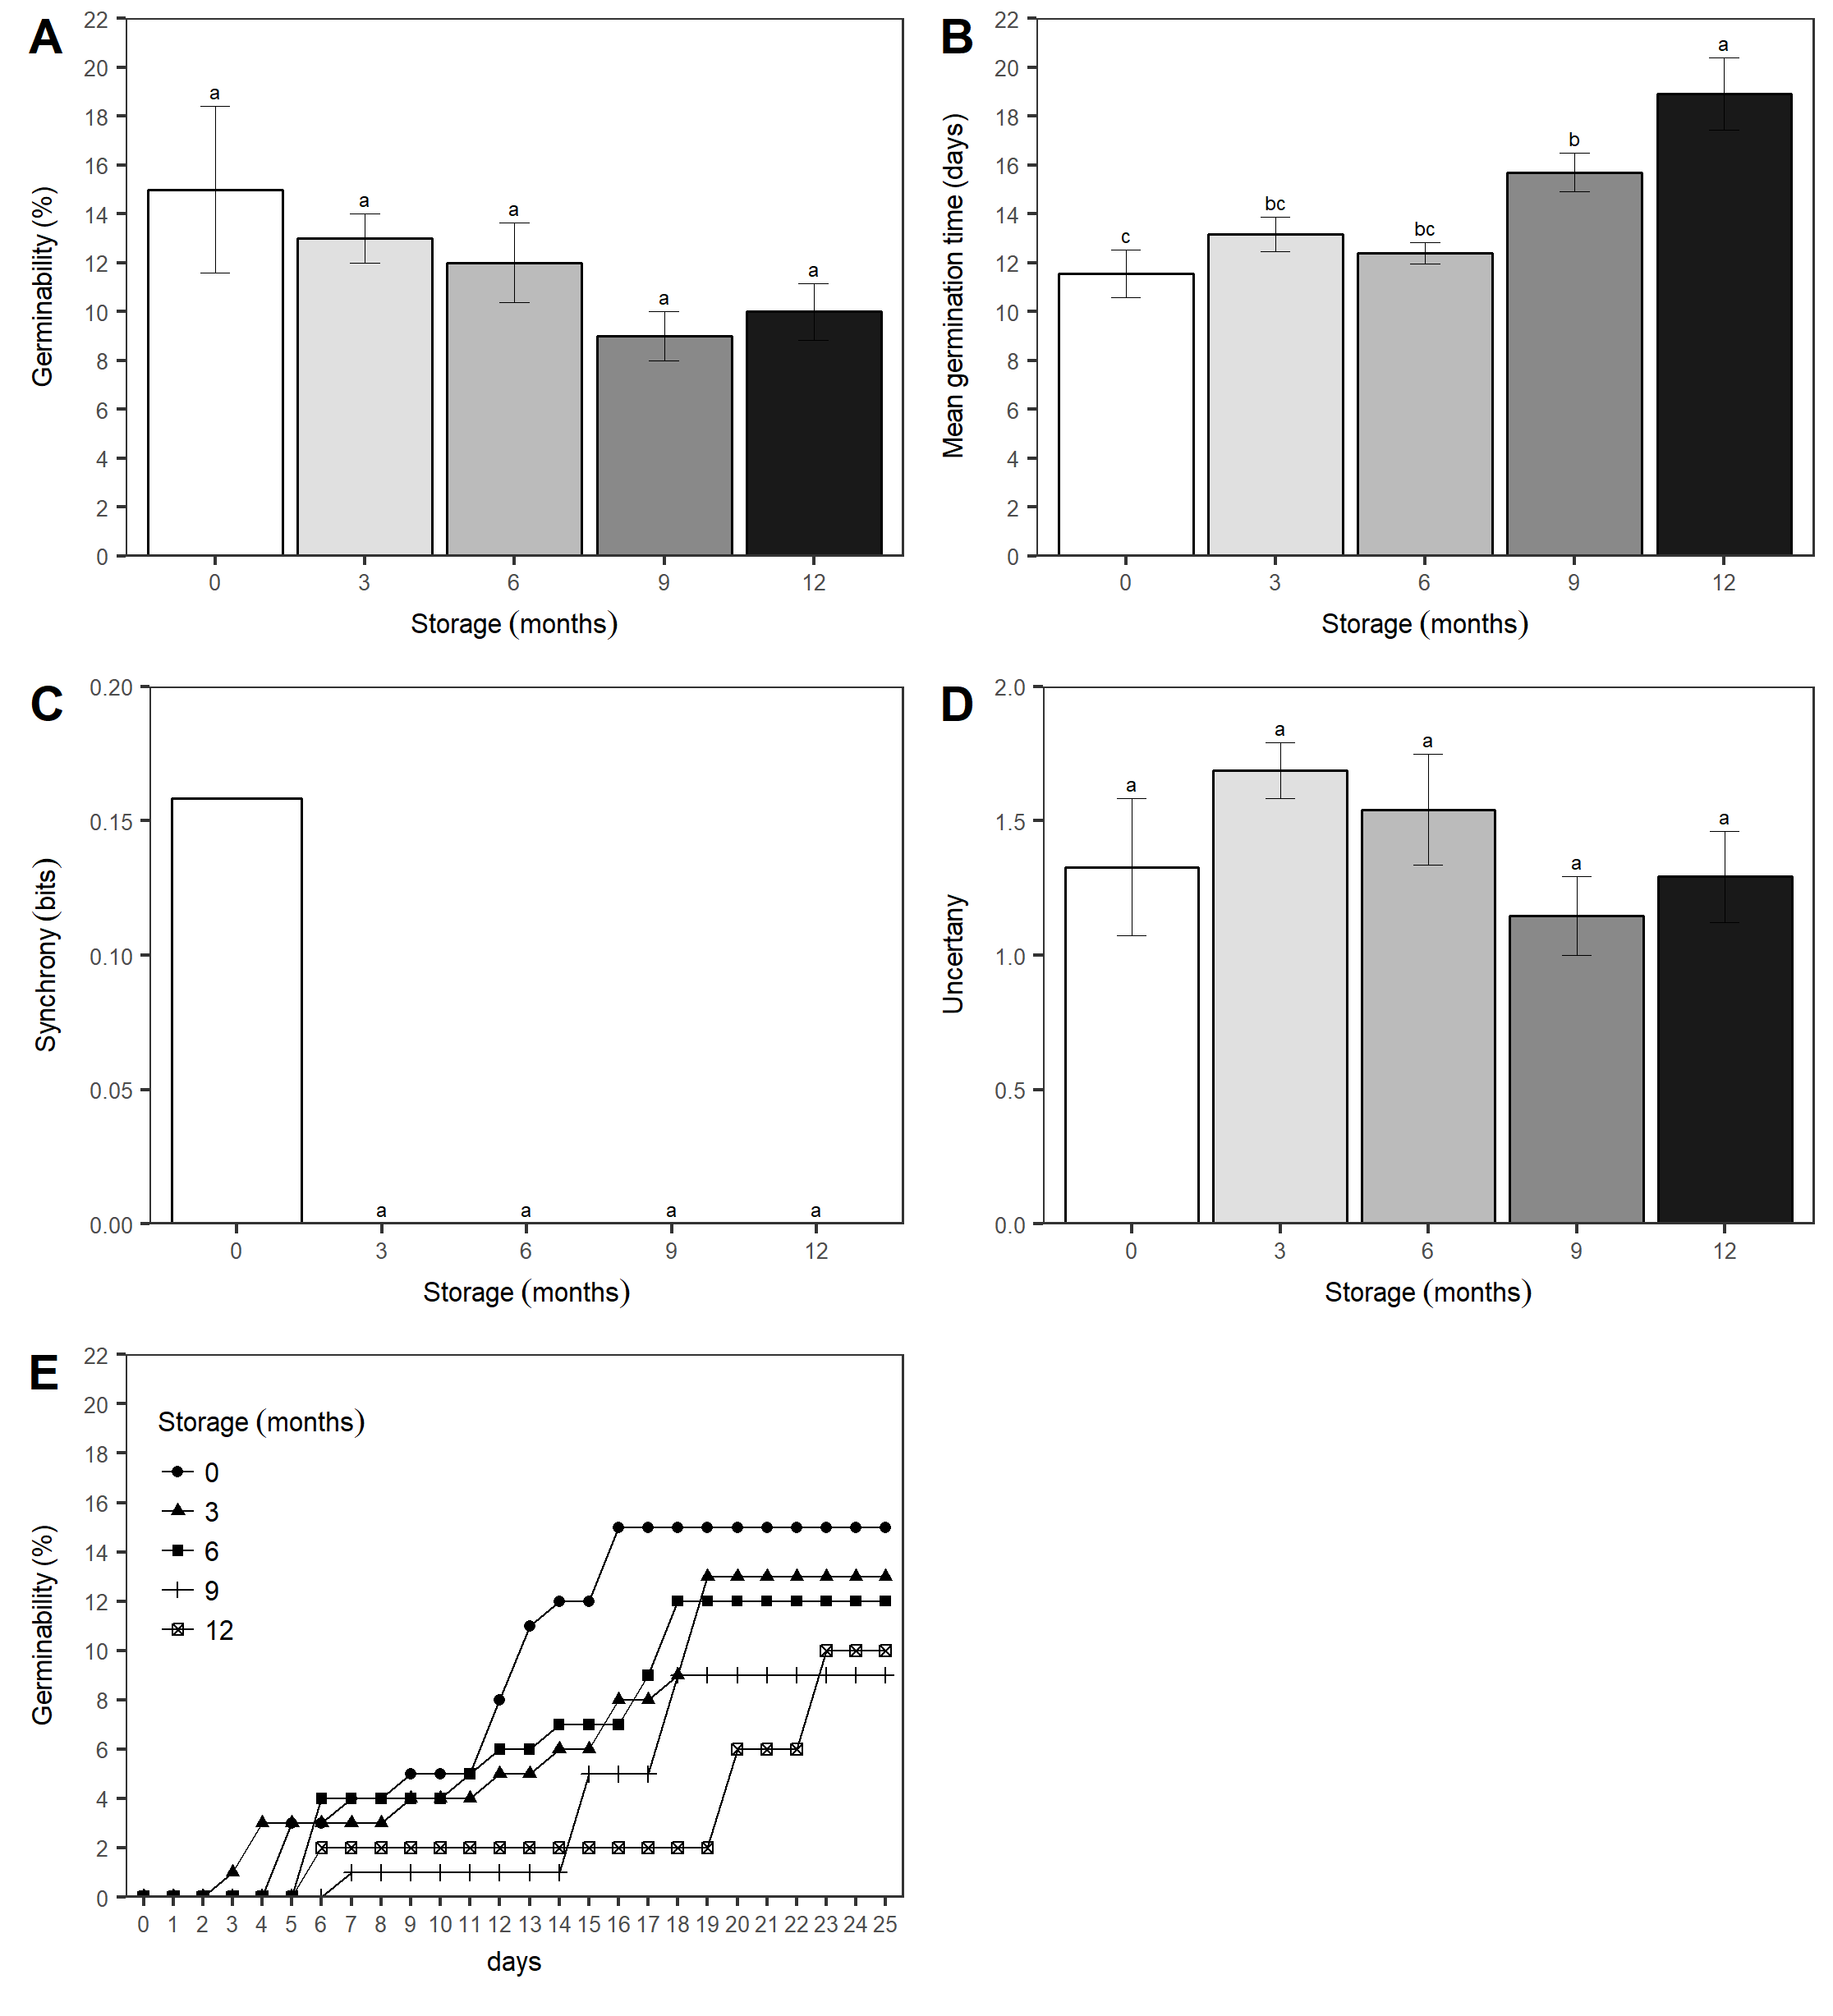 A
Germinability (%)
22
20
18
16
14
12
10
8
6
4
2
0
a
a
a
a
a
0 3 6 9 12
Storage (months)
B
Mean germination time (days)
22
20
18
16
14
12
10
8
6
4
2
0
c
bc
bc
b
a
0 3 6 9 12
Storage (months)
C
Synchrony (bits)
0.20
0.15
0.10
0.05
0.00
a a a a
0 3 6 9 12
Storage (months)
D
Uncertany
2.0
1.5
1.0
0.5
0.0
a
a
a
a
a
0 3 6 9 12
Storage (months)
E
Germinability (%)
22
20
18
16
14
12
10
8
6
4
2
0
Storage (months)
0
3
6
9
12
0 1 2 3 4 5 6 7 8 9 10 11 12 13 14 15 16 17 18 19 20 21 22 23 24 25
days